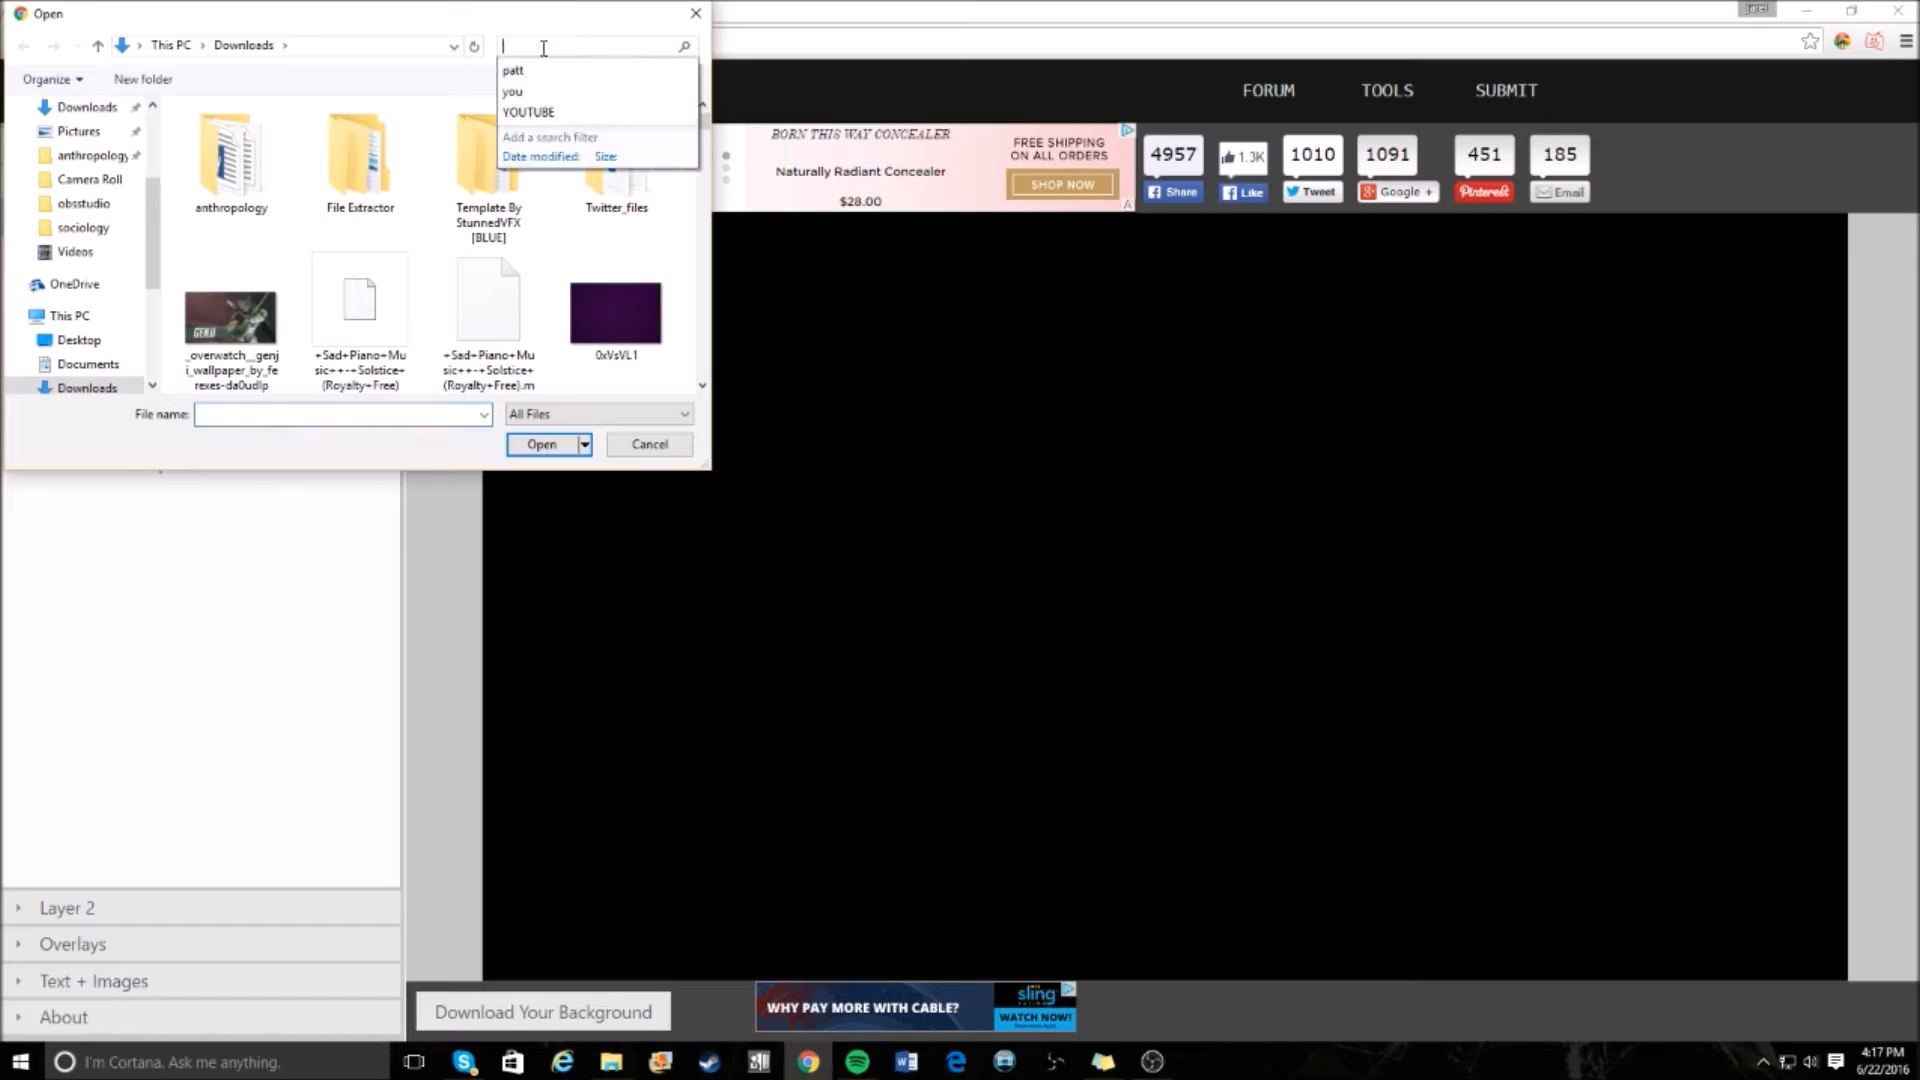 Open
This PC
Downloads
Organize
New folder
patt
you
YOUTUBE
Add a search filter
Date modified:
Size:
Downloads
Pictures
anthropology
Camera Roll
obsstudio
sociology
Videos
OneDrive
This PC
Desktop
Documents
Downloads
anthropology
File Extractor
Template By
StunnedVFX
[BLUE]
Twitter_files
GENJI
_overwatch__genj
i_wallpaper_by_fe
rexes-da0udlp
+Sad+Piano+Mu
sic++-+Solstice+
(Royalty+Free)
+Sad+Piano+Mu
sic++-+Solstice+
(Royalty+Free).m
0xVsVL1
File name:
All Files
Open
Cancel
FORUM
TOOLS
SUBMIT
BORN THIS WAY CONCEALER
Naturally Radiant Concealer
$28.00
FREE SHIPPING
ON ALL ORDERS
SHOP NOW
4957
Share
1.3K
Like
1010
Tweet
1091
Google +
451
Pinterest
185
Email
Layer 2
Overlays
Text + Images
About
Download Your Background
WHY PAY MORE WITH CABLE?
sling
WATCH NOW!
I'm Cortana. Ask me anything.
4:17 PM
6/22/2016